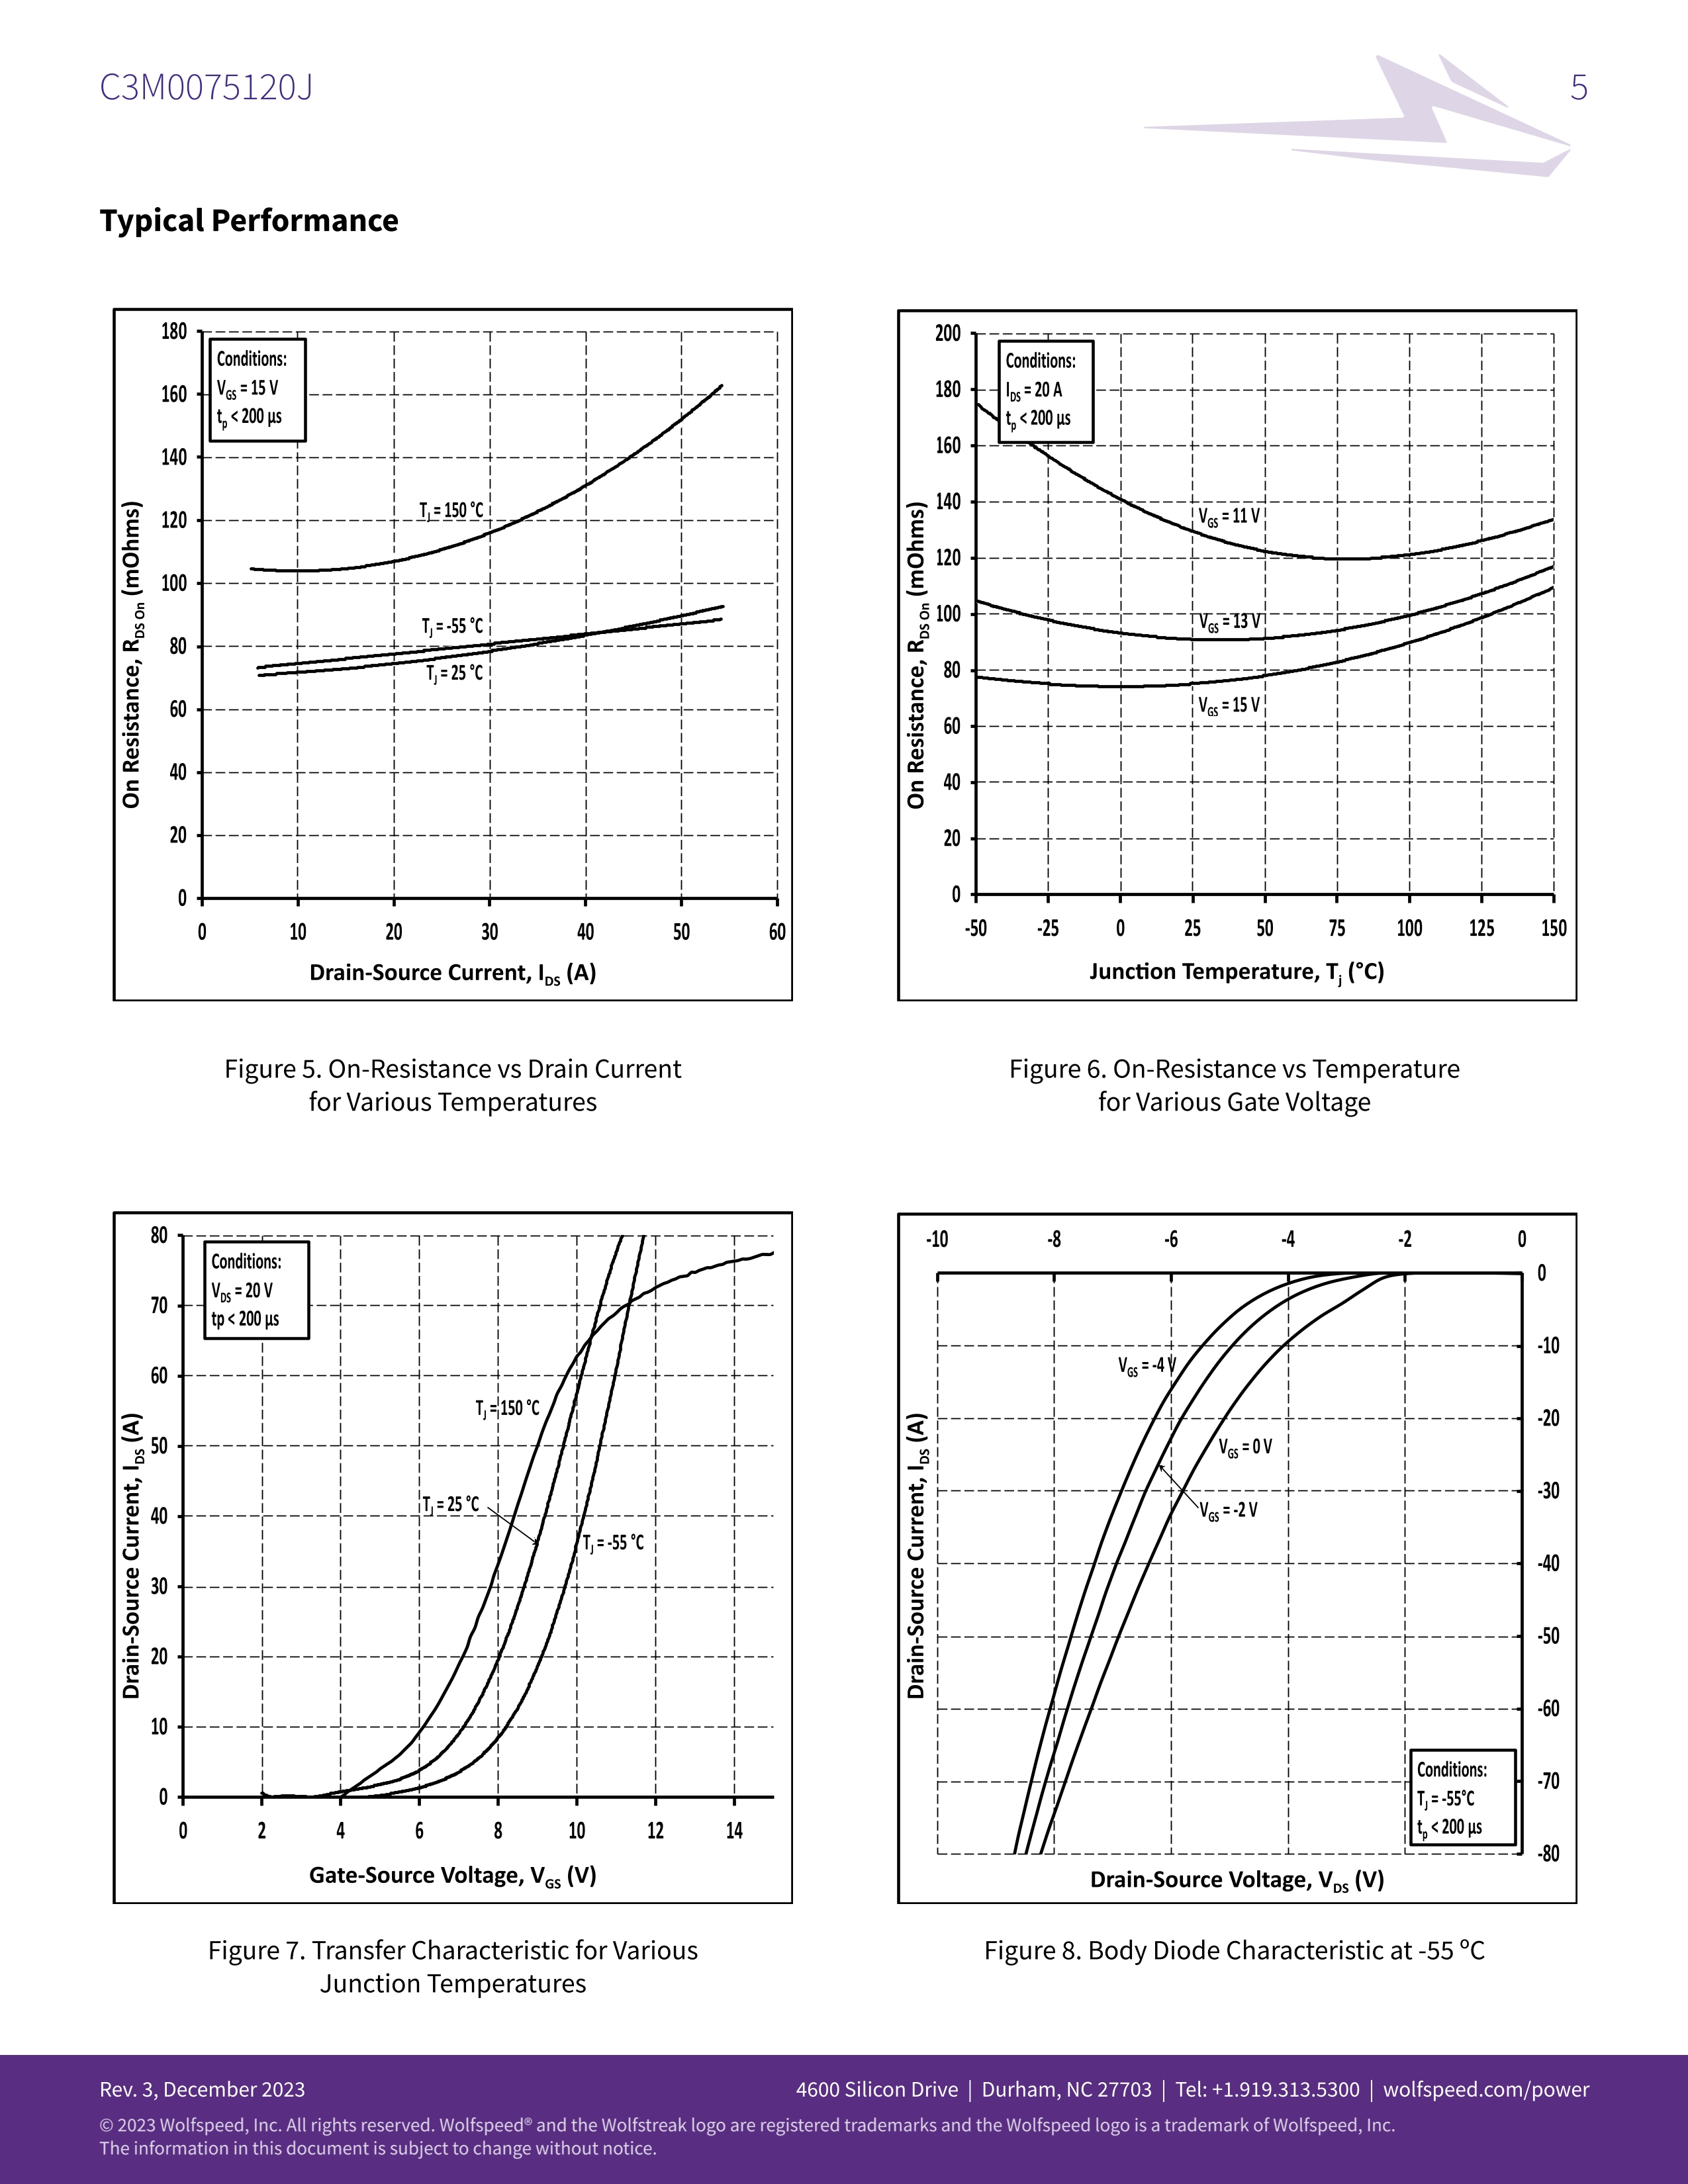 C3M0075120J
5
Typical Performance
180
160
140
120
100
80
60
40
20
0
Conditions:
VGS = 15 V
tp < 200 µs
TJ = 150 °C
TJ = -55 °C
TJ = 25 °C
0 10 20 30 40 50 60
On Resistance, RDS On (mOhms)
Drain-Source Current, IDS (A)
Figure 5. On-Resistance vs Drain Current
for Various Temperatures
200
180
160
140
120
100
80
60
40
20
0
Conditions:
IDS = 20 A
tp < 200 µs
VGS = 11 V
VGS = 13 V
VGS = 15 V
-50 -25 0 25 50 75 100 125 150
On Resistance, RDS On (mOhms)
Junction Temperature, Tj (°C)
Figure 6. On-Resistance vs Temperature
for Various Gate Voltage
80
70
60
50
40
30
20
10
0
Conditions:
VDS = 20 V
tp < 200 µs
TJ = 150 °C
TJ = 25 °C
TJ = -55 °C
0 2 4 6 8 10 12 14
Drain-Source Current, IDS (A)
Gate-Source Voltage, VGS (V)
Figure 7. Transfer Characteristic for Various
Junction Temperatures
-10 -8 -6 -4 -2 0
0
-10
-20
-30
-40
-50
-60
-70
-80
VGS = -4 V
VGS = 0 V
VGS = -2 V
Conditions:
TJ = -55°C
tp < 200 µs
Drain-Source Current, IDS (A)
Drain-Source Voltage, VDS (V)
Figure 8. Body Diode Characteristic at -55 ºC
Rev. 3, December 2023
4600 Silicon Drive | Durham, NC 27703 | Tel: +1.919.313.5300 | wolfspeed.com/power
© 2023 Wolfspeed, Inc. All rights reserved. Wolfspeed® and the Wolfstreak logo are registered trademarks and the Wolfspeed logo is a trademark of Wolfspeed, Inc.
The information in this document is subject to change without notice.